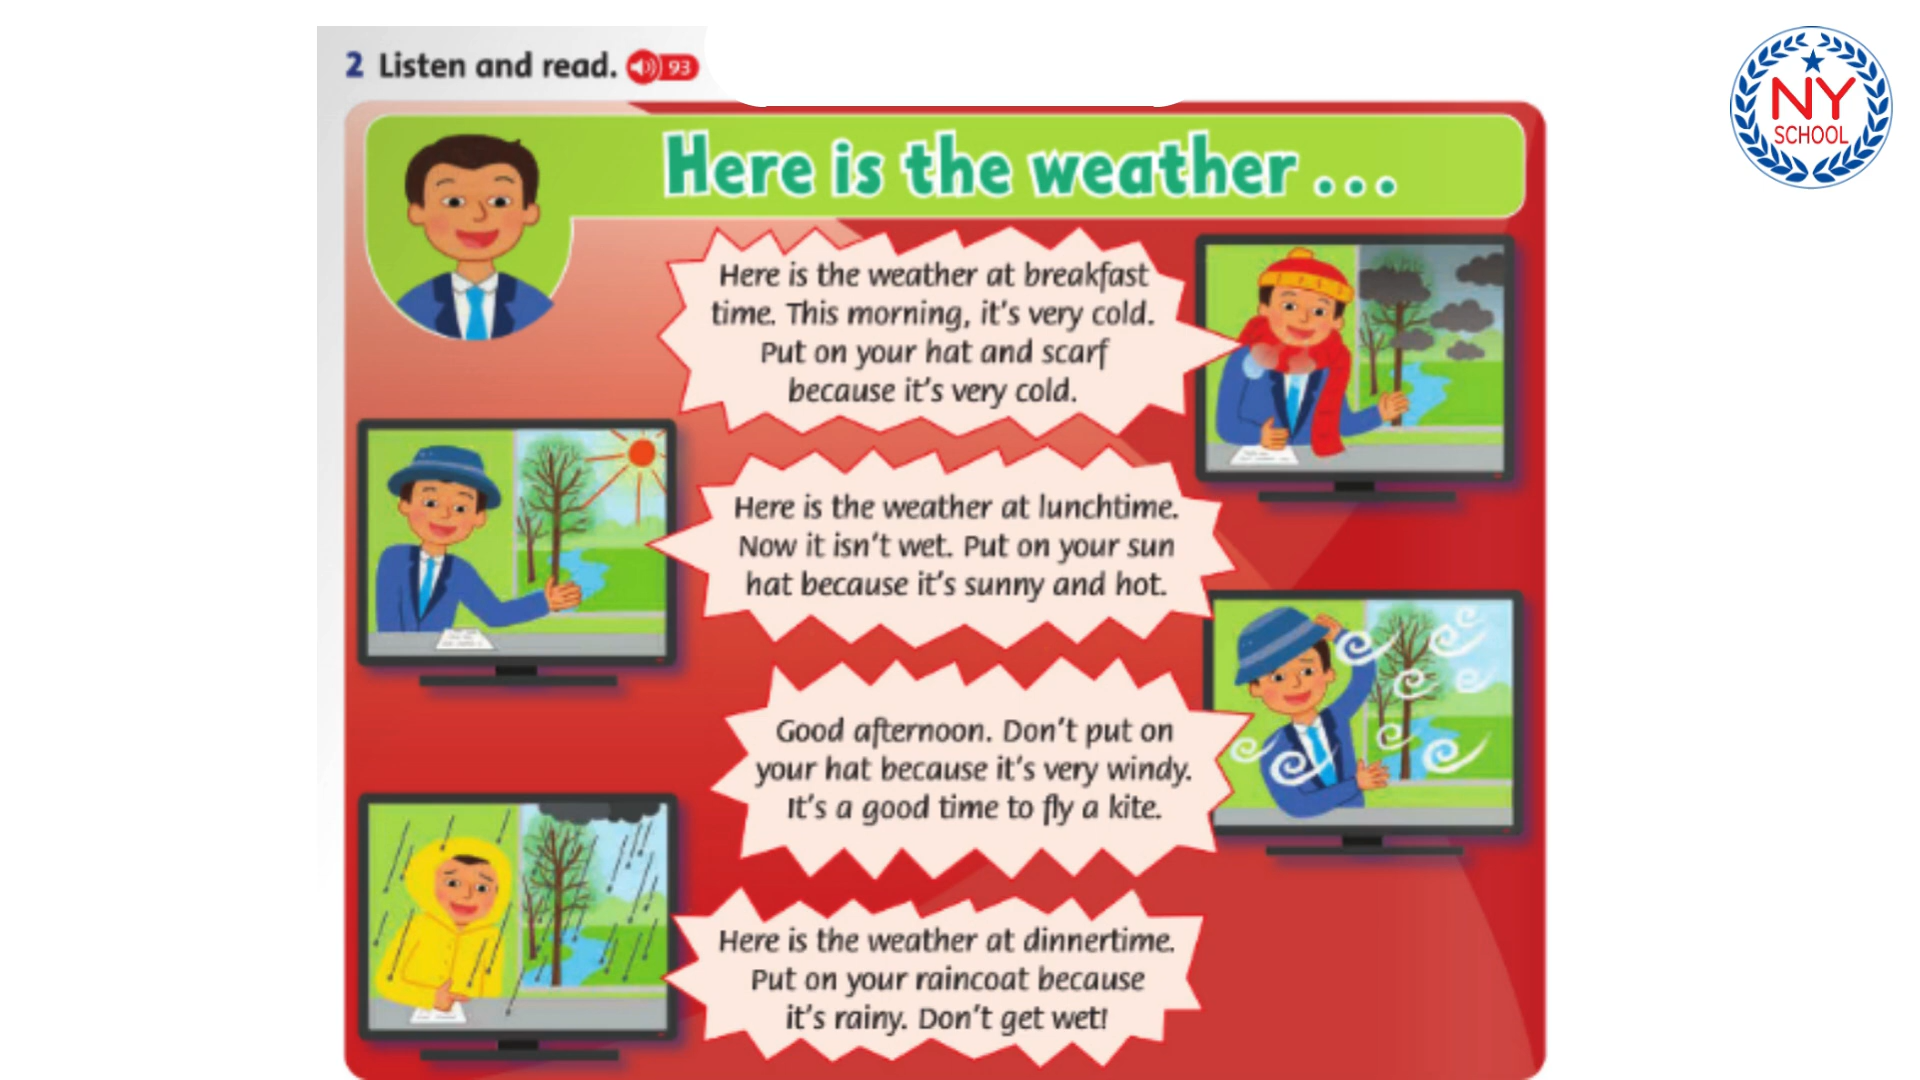 2 Listen and read. 93
NY
SCHOOL
Here is the weather ...
Here is the weather at breakfast
time. This morning, it's very cold.
Put on your hat and scarf
because it's very cold.
Here is the weather at lunchtime.
Now it isn't wet. Put on your sun
hat because it's sunny and hot.
Good afternoon. Don't put on
your hat because it's very windy.
It's a good time to fly a kite.
Here is the weather at dinnertime.
Put on your raincoat because
it's rainy. Don't get wet!